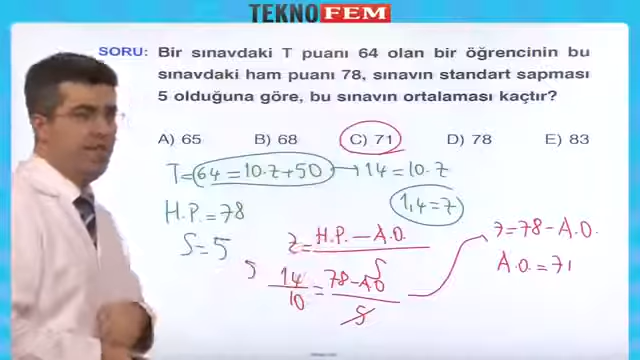 TEKNOFEM
SORU: Bir sınavdaki T puanı 64 olan bir öğrencinin bu
sınavdaki ham puanı 78, sınavın standart sapması
5 olduğuna göre, bu sınavın ortalaması kaçtır?
A) 65 B) 68 C) 71 D) 78 E) 83
T=64=10.z+50 → 14=10.z
1,4=z
H.P.=78
S=5
z=H.P.-A.O./S
5
14/10=78-AO/5
7=78-A.O.
A.O.=71